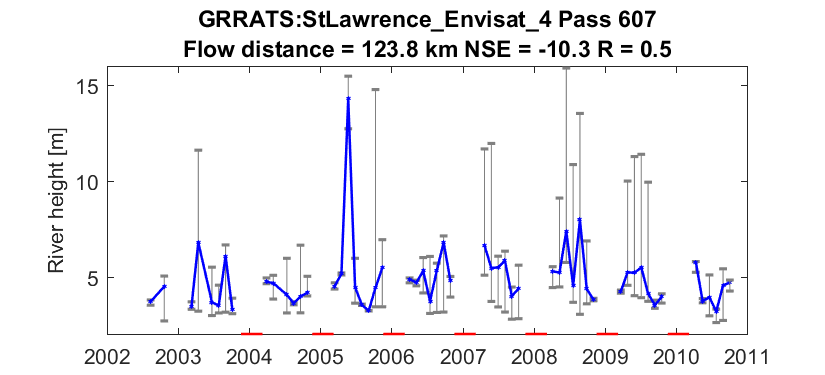 GRRATS:StLawrence_Envisat_4 Pass 607
Flow distance = 123.8 km NSE = -10.3 R = 0.5
River height [m]
15
10
5
2002 2003 2004 2005 2006 2007 2008 2009 2010 2011